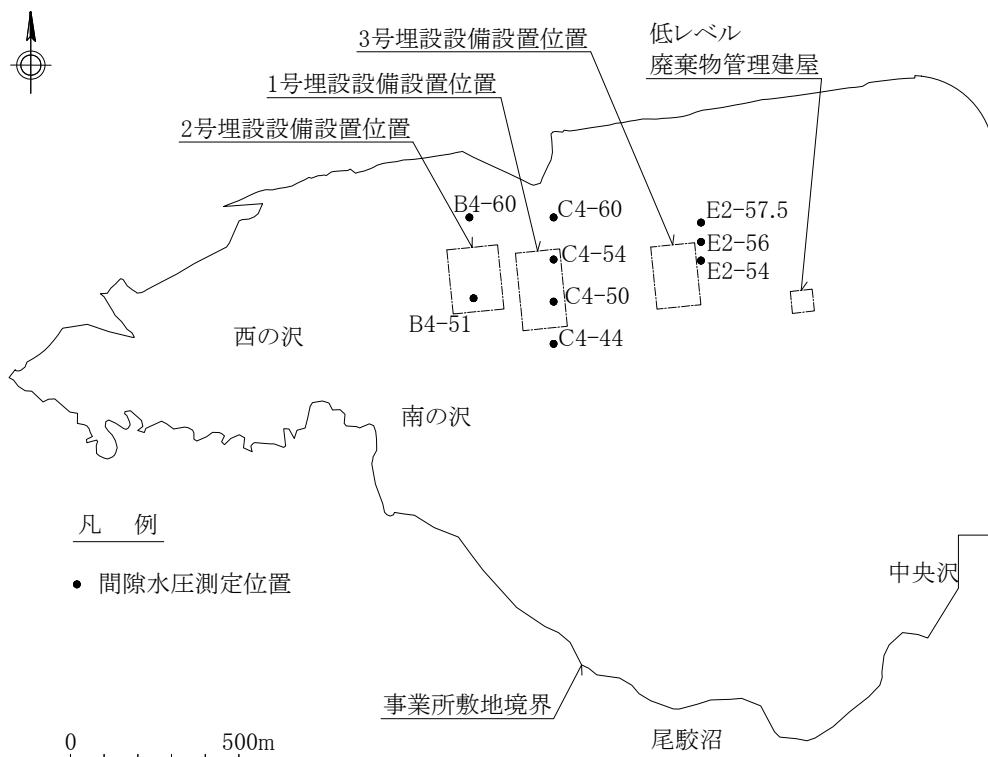 3号埋設設備設置位置
低レベル
廃棄物管理建屋
1号埋設設備設置位置
2号埋設設備設置位置
B4-60
C4-60
E2-57.5
E2-56
E2-54
C4-54
C4-50
B4-51
C4-44
西の沢
南の沢
凡 例
間隙水圧測定位置
中央沢
事業所敷地境界
尾駮沼
0 500m